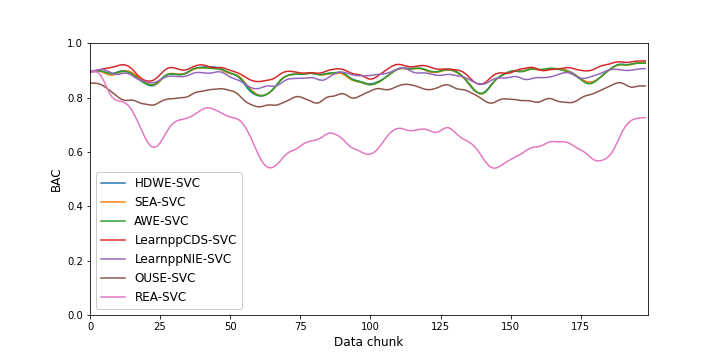 1.0
0.8
0.6
0.4
0.2
0.0
BAC
HDWE-SVC
SEA-SVC
AWE-SVC
LearnppCDS-SVC
LearnppNIE-SVC
OUSE-SVC
REA-SVC
0 25 50 75 100 125 150 175
Data chunk